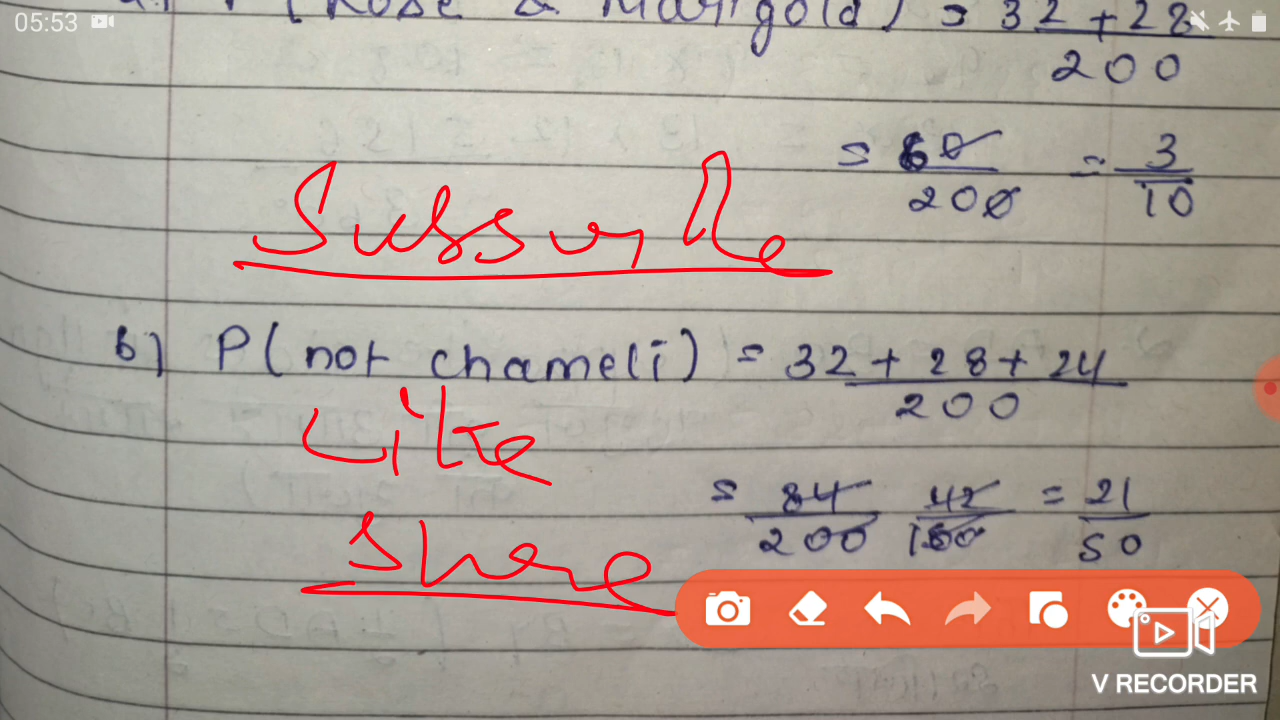 05:53
P(Rose & Marigold) = 32 + 28
200
= 60 = 3
200 10
b) P(not chameli) = 32 + 28 + 24
200
Like
= 84 42 = 21
200 100 50
Share
V RECORDER